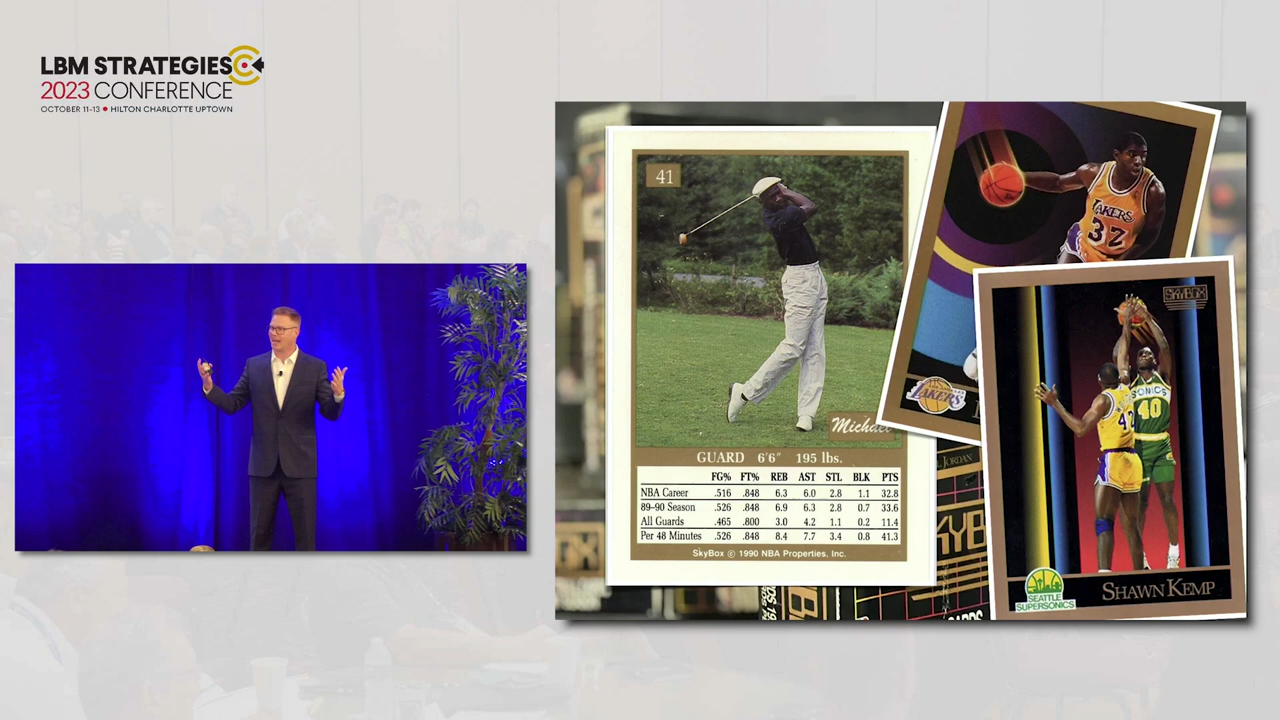 LBM STRATEGIES
2023 CONFERENCE
OCTOBER 11-13 • HILTON CHARLOTTE UPTOWN
41
Michael
GUARD 6'6" 195 lbs.
FG% FT% REB AST STL BLK PTS
NBA Career .516 .848 6.3 6.0 2.8 1.1 32.8
89-90 Season .526 .848 6.9 6.3 2.8 0.7 33.6
All Guards .465 .800 3.0 4.2 1.1 0.2 11.4
Per 48 Minutes .526 .848 8.4 7.7 3.4 0.8 41.3
SkyBox © 1990 NBA Properties, Inc.
LAKERS
32
LAKERS
JORDAN
SKYBOX
SONICS
40
SEATTLE
SUPERSONICS
SHAWN KEMP